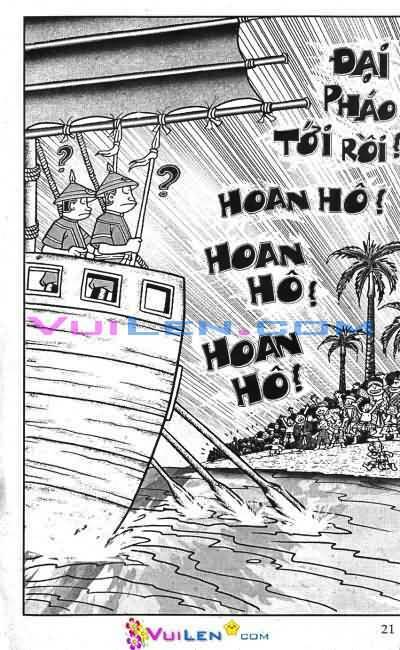 ĐẠI
PHÁO
TỚI RỒI!
HOAN HÔ!
HOAN
HÔ!
HOAN
HÔ!
?
?
VuiLen.com
21
VuiLen.com